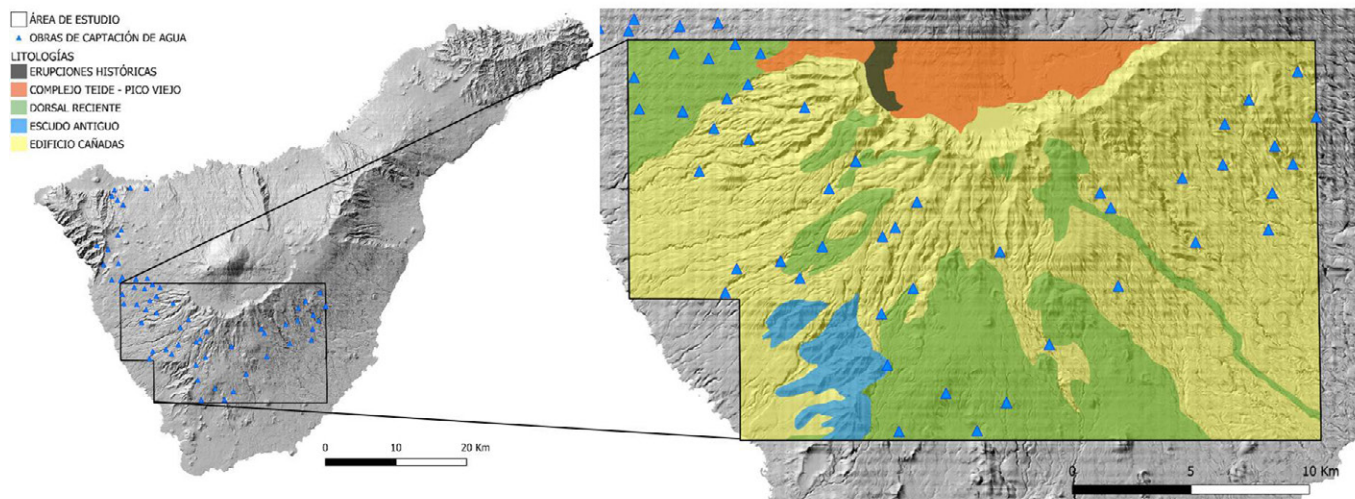 ÁREA DE ESTUDIO
OBRAS DE CAPTACIÓN DE AGUA
LITOLOGÍAS
ERUPCIONES HISTÓRICAS
COMPLEJO TEIDE - PICO VIEJO
DORSAL RECIENTE
ESCUDO ANTIGUO
EDIFICIO CAÑADAS
0 10 20 Km
0 5 10 Km